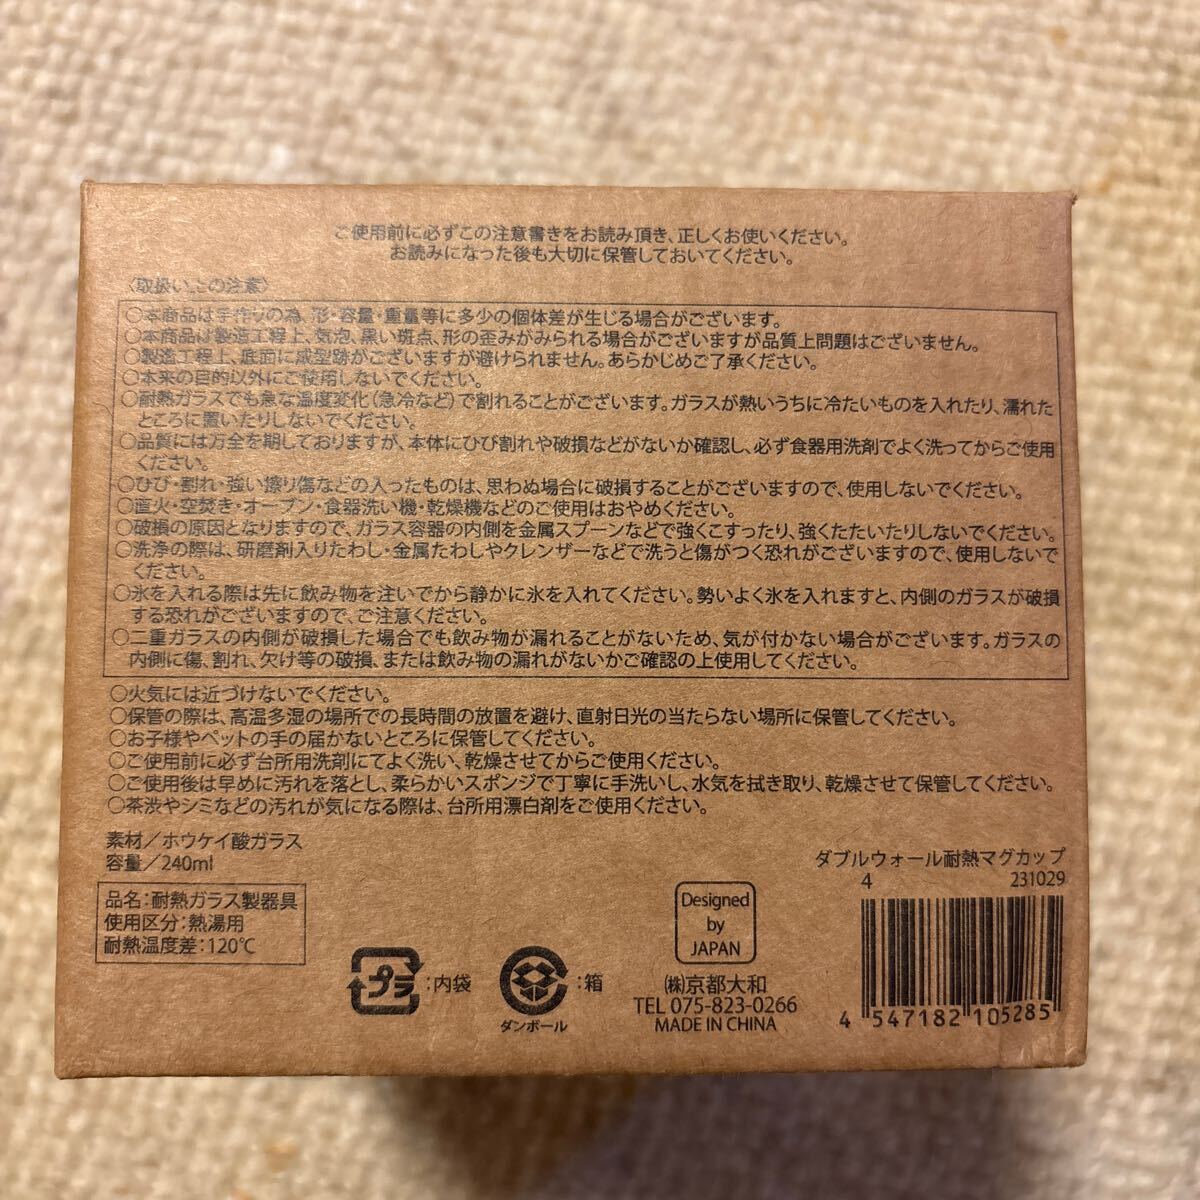 ご使用前に必ずこの注意書きをお読み頂き、正しくお使いください。
お読みになった後も大切に保管しておいてください。
〈取扱い上の注意〉
○本商品は手作りの為、形・容量・重量等に多少の個体差が生じる場合がございます。
○本商品は製造工程上、気泡、黒い斑点、形の歪みがみられる場合がございますが品質上問題はございません。
○製造工程上、底面に成型跡がございますが避けられません。あらかじめご了承ください。
○本来の目的以外にご使用しないでください。
○耐熱ガラスでも急な温度変化(急冷など)で割れることがございます。ガラスが熱いうちに冷たいものを入れたり、濡れた
ところに置いたりしないでください。
○品質には万全を期しておりますが、本体にひび割れや破損などがないか確認し、必ず食器用洗剤でよく洗ってからご使用
ください。
○ひび・割れ・強い擦り傷などの入ったものは、思わぬ場合に破損することがございますので、使用しないでください。
○直火・空焚き・オーブン・食器洗い機・乾燥機などのご使用はおやめください。
○破損の原因となりますので、ガラス容器の内側を金属スプーンなどで強くこすったり、強くたたいたりしないでください。
○洗浄の際は、研磨剤入りたわし・金属たわしやクレンザーなどで洗うと傷がつく恐れがございますので、使用しないで
ください。
○氷を入れる際は先に飲み物を注いでから静かに氷を入れてください。勢いよく氷を入れますと、内側のガラスが破損
する恐れがございますので、ご注意ください。
○二重ガラスの内側が破損した場合でも飲み物が漏れることがないため、気が付かない場合がございます。ガラスの
内側に傷、割れ、欠け等の破損、または飲み物の漏れがないかご確認の上使用してください。
○火気には近づけないでください。
○保管の際は、高温多湿の場所での長時間の放置を避け、直射日光の当たらない場所に保管してください。
○お子様やペットの手の届かないところに保管してください。
○ご使用前に必ず台所用洗剤にてよく洗い、乾燥させてからご使用ください。
○ご使用後は早めに汚れを落とし、柔らかいスポンジで丁寧に手洗いし、水気を拭き取り、乾燥させて保管してください。
○茶渋やシミなどの汚れが気になる際は、台所用漂白剤をご使用ください。
素材/ホウケイ酸ガラス
容量/240ml
品名:耐熱ガラス製器具
使用区分:熱湯用
耐熱温度差:120℃
プラ
:内袋
ダンボール
:箱
Designed
by
JAPAN
(株)京都大和
TEL 075-823-0266
MADE IN CHINA
ダブルウォール耐熱マグカップ
4 231029
4 547182 105285